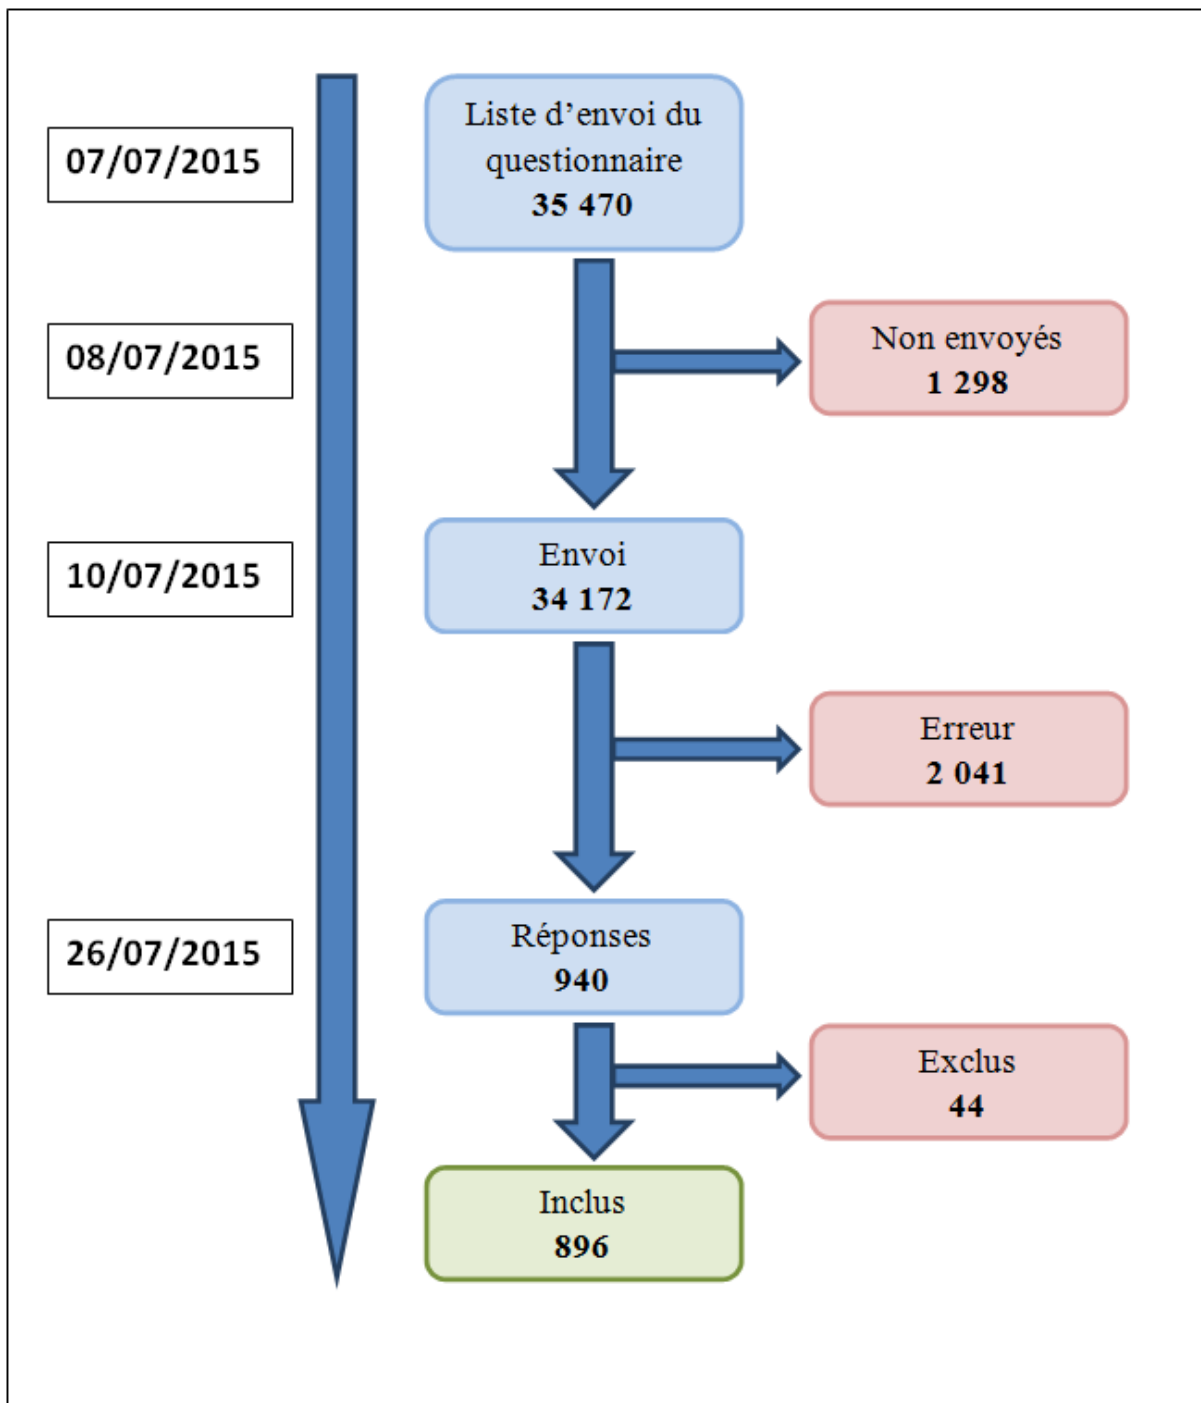 07/07/2015
Liste d’envoi du
questionnaire
35 470
08/07/2015
Non envoyés
1 298
10/07/2015
Envoi
34 172
Erreur
2 041
26/07/2015
Réponses
940
Exclus
44
Inclus
896